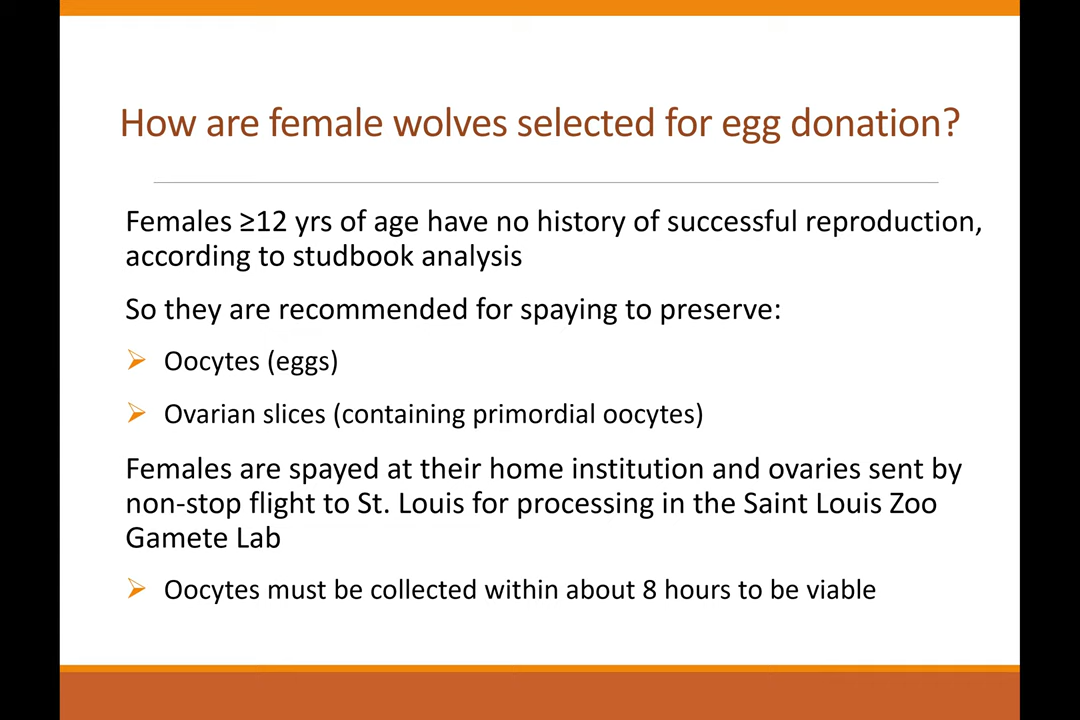 How are female wolves selected for egg donation?
Females ≥12 yrs of age have no history of successful reproduction,
according to studbook analysis
So they are recommended for spaying to preserve:
Oocytes (eggs)
Ovarian slices (containing primordial oocytes)
Females are spayed at their home institution and ovaries sent by
non-stop flight to St. Louis for processing in the Saint Louis Zoo
Gamete Lab
Oocytes must be collected within about 8 hours to be viable